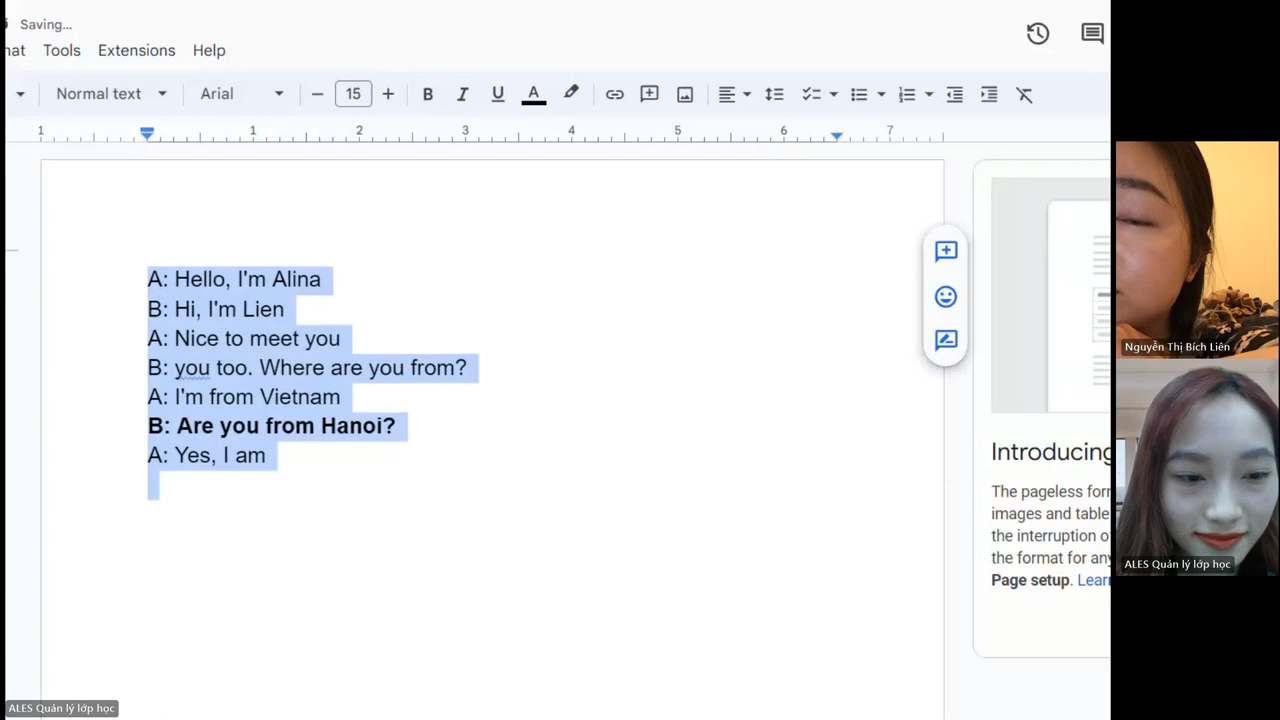 Saving...
mat Tools Extensions Help
Normal text Arial 15
1 1 2 3 4 5 6 7
A: Hello, I'm Alina
B: Hi, I'm Lien
A: Nice to meet you
B: you too. Where are you from?
A: I'm from Vietnam
B: Are you from Hanoi?
A: Yes, I am
Introducing
The pageless form
images and table
the interruption o
the format for any
Page setup. Learn
Nguyễn Thị Bích Liên
ALES Quản lý lớp học
ALES Quản lý lớp học